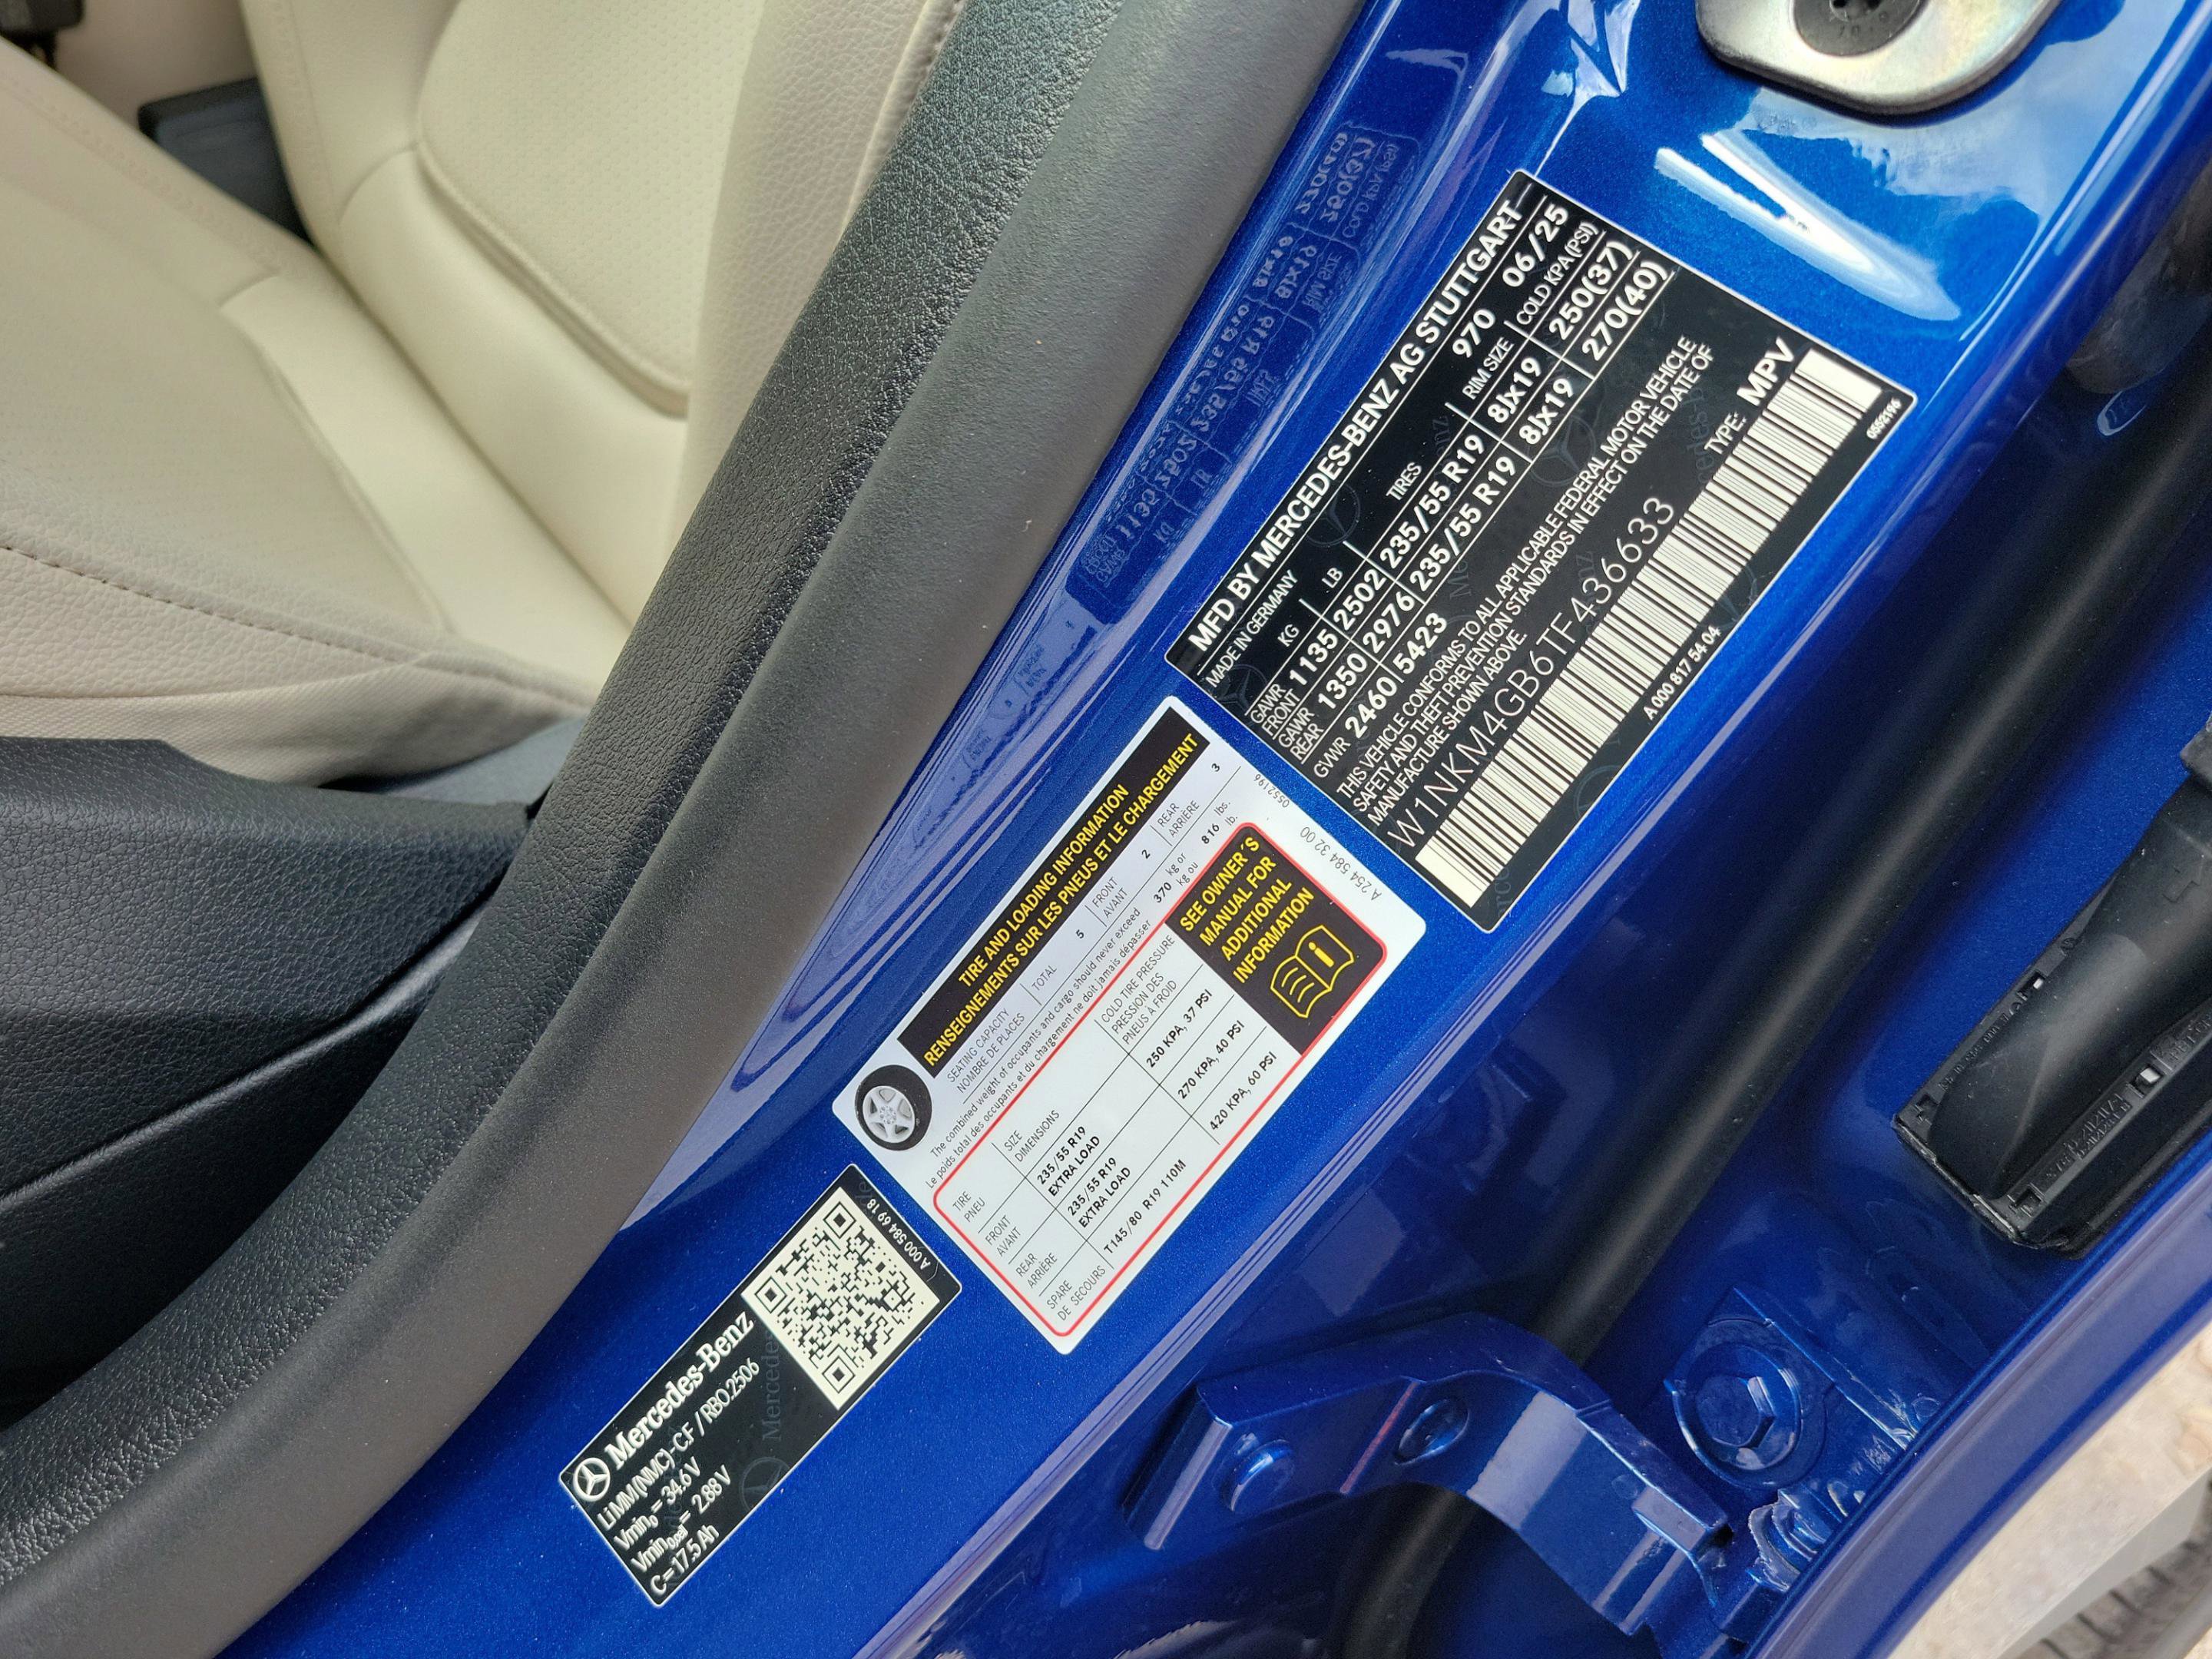 MFD BY MERCEDES-BENZ AG STUTTGART
MADE IN GERMANY 970 06/25
KG LB TIRES RIM SIZE COLD KPA(PSI)
GAWR FRONT 1135 2502 235/55 R19 8Jx19 250(37)
GAWR REAR 1350 2976 235/55 R19 8Jx19 270(40)
GVWR 2460 5423
THIS VEHICLE CONFORMS TO ALL APPLICABLE FEDERAL MOTOR VEHICLE
SAFETY AND THEFT PREVENTION STANDARDS IN EFFECT ON THE DATE OF
MANUFACTURE SHOWN ABOVE.
TYPE: MPV
W1NKM4GB6TF436633
A 000 817 54 04
0552196
TIRE AND LOADING INFORMATION
RENSEIGNEMENTS SUR LES PNEUS ET LE CHARGEMENT
SEATING CAPACITY TOTAL 5 FRONT 2 REAR 3
NOMBRE DE PLACES AVANT ARRIÈRE
The combined weight of occupants and cargo should never exceed 370 kg or 816 lbs.
Le poids total des occupants et du chargement ne doit jamais dépasser kg ou lb.
0552196
TIRE SIZE COLD TIRE PRESSURE
PNEU DIMENSIONS PRESSION DES
PNEUS A FROID
FRONT 235/55 R19 250 KPA, 37 PSI
AVANT EXTRA LOAD
REAR 235/55 R19 270 KPA, 40 PSI
ARRIÈRE EXTRA LOAD
SPARE T145/80 R19 110M 420 KPA, 60 PSI
DE SECOURS
SEE OWNER'S
MANUAL FOR
ADDITIONAL
INFORMATION
A 254 584 32 00
Mercedes-Benz
LiMM(NMC)-CF / RBO2506
Vmin0 = 34.6 V
Vmin0,cell = 2.88 V
C = 17.5 Ah
A 000 584 69 18